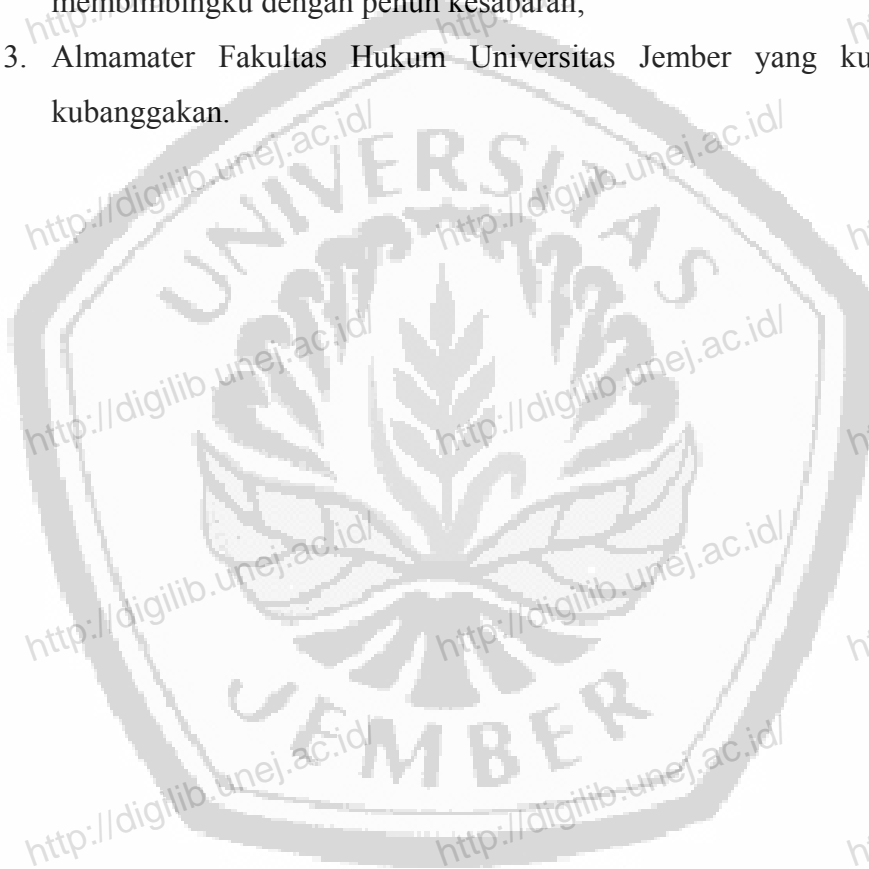 membimbingku dengan penuh kesabaran;
3. Almamater Fakultas Hukum Universitas Jember yang ku
kubanggakan.
UNIVERSITAS
JEMBER
http://digilib.unej.ac.id/
http://digilib.unej.ac.id/
http://digilib.unej.ac.id/
http://digilib.unej.ac.id/
http://digilib.unej.ac.id/
http://digilib.unej.ac.id/
http://digilib.unej.ac.id/
http://digilib.unej.ac.id/